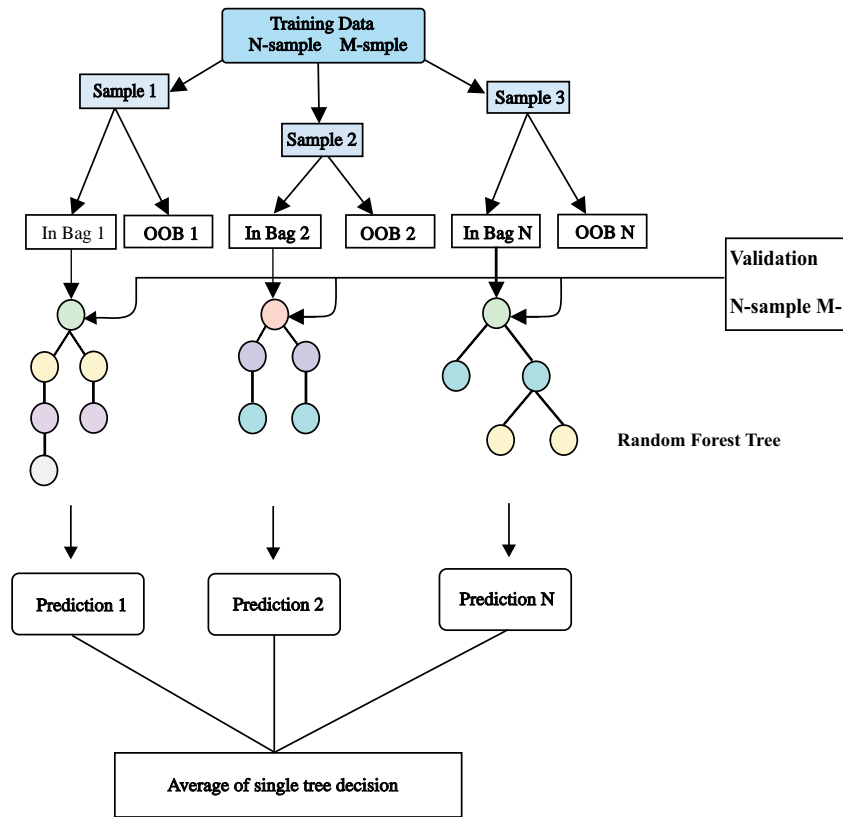 Training Data
N-sample M-smple
Sample 1
Sample 2
Sample 3
In Bag 1
OOB 1
In Bag 2
OOB 2
In Bag N
OOB N
Validation
N-sample M-
Random Forest Tree
Prediction 1
Prediction 2
Prediction N
Average of single tree decision